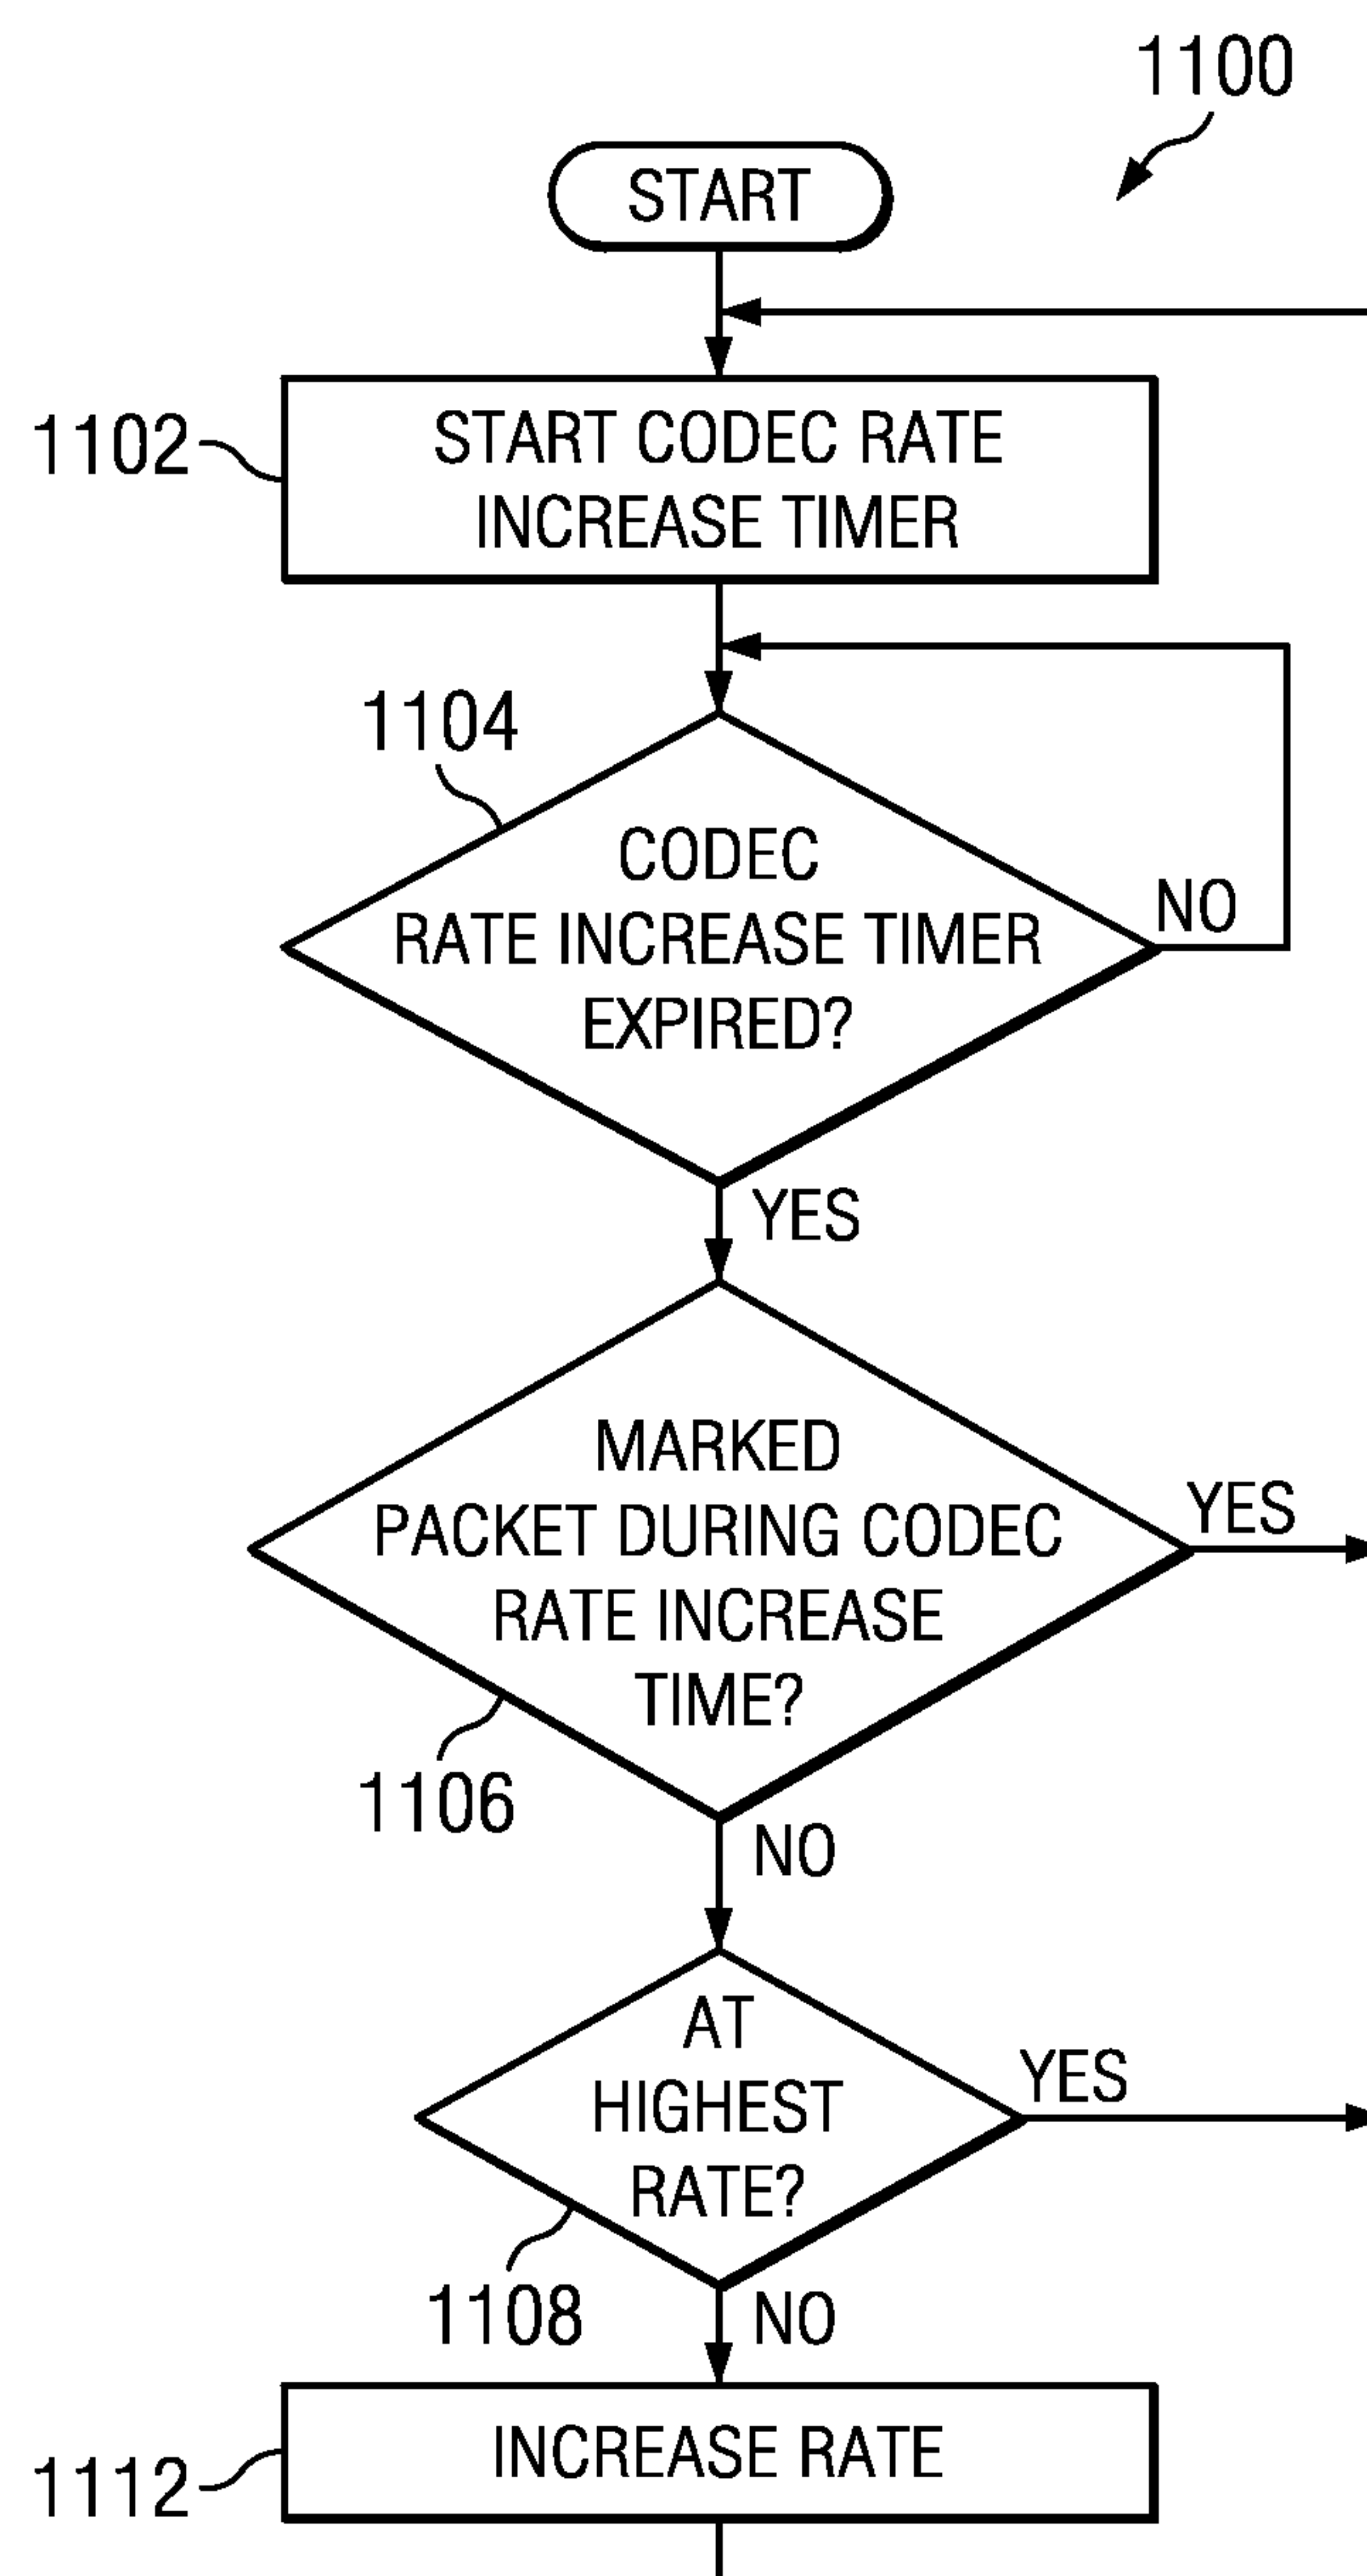 1100
START
1102
START CODEC RATE
INCREASE TIMER
1104
CODEC
RATE INCREASE TIMER
EXPIRED?
NO
YES
MARKED
PACKET DURING CODEC
RATE INCREASE
TIME?
YES
1106
NO
AT
HIGHEST
RATE?
YES
1108
NO
INCREASE RATE
1112